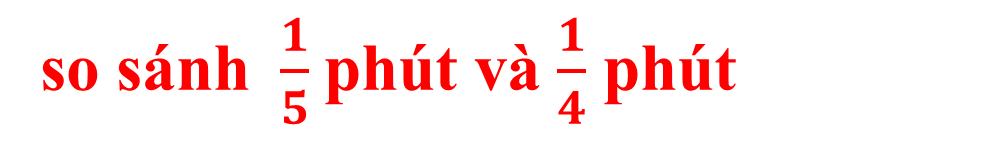 so sánh 1/5 phút và 1/4 phút